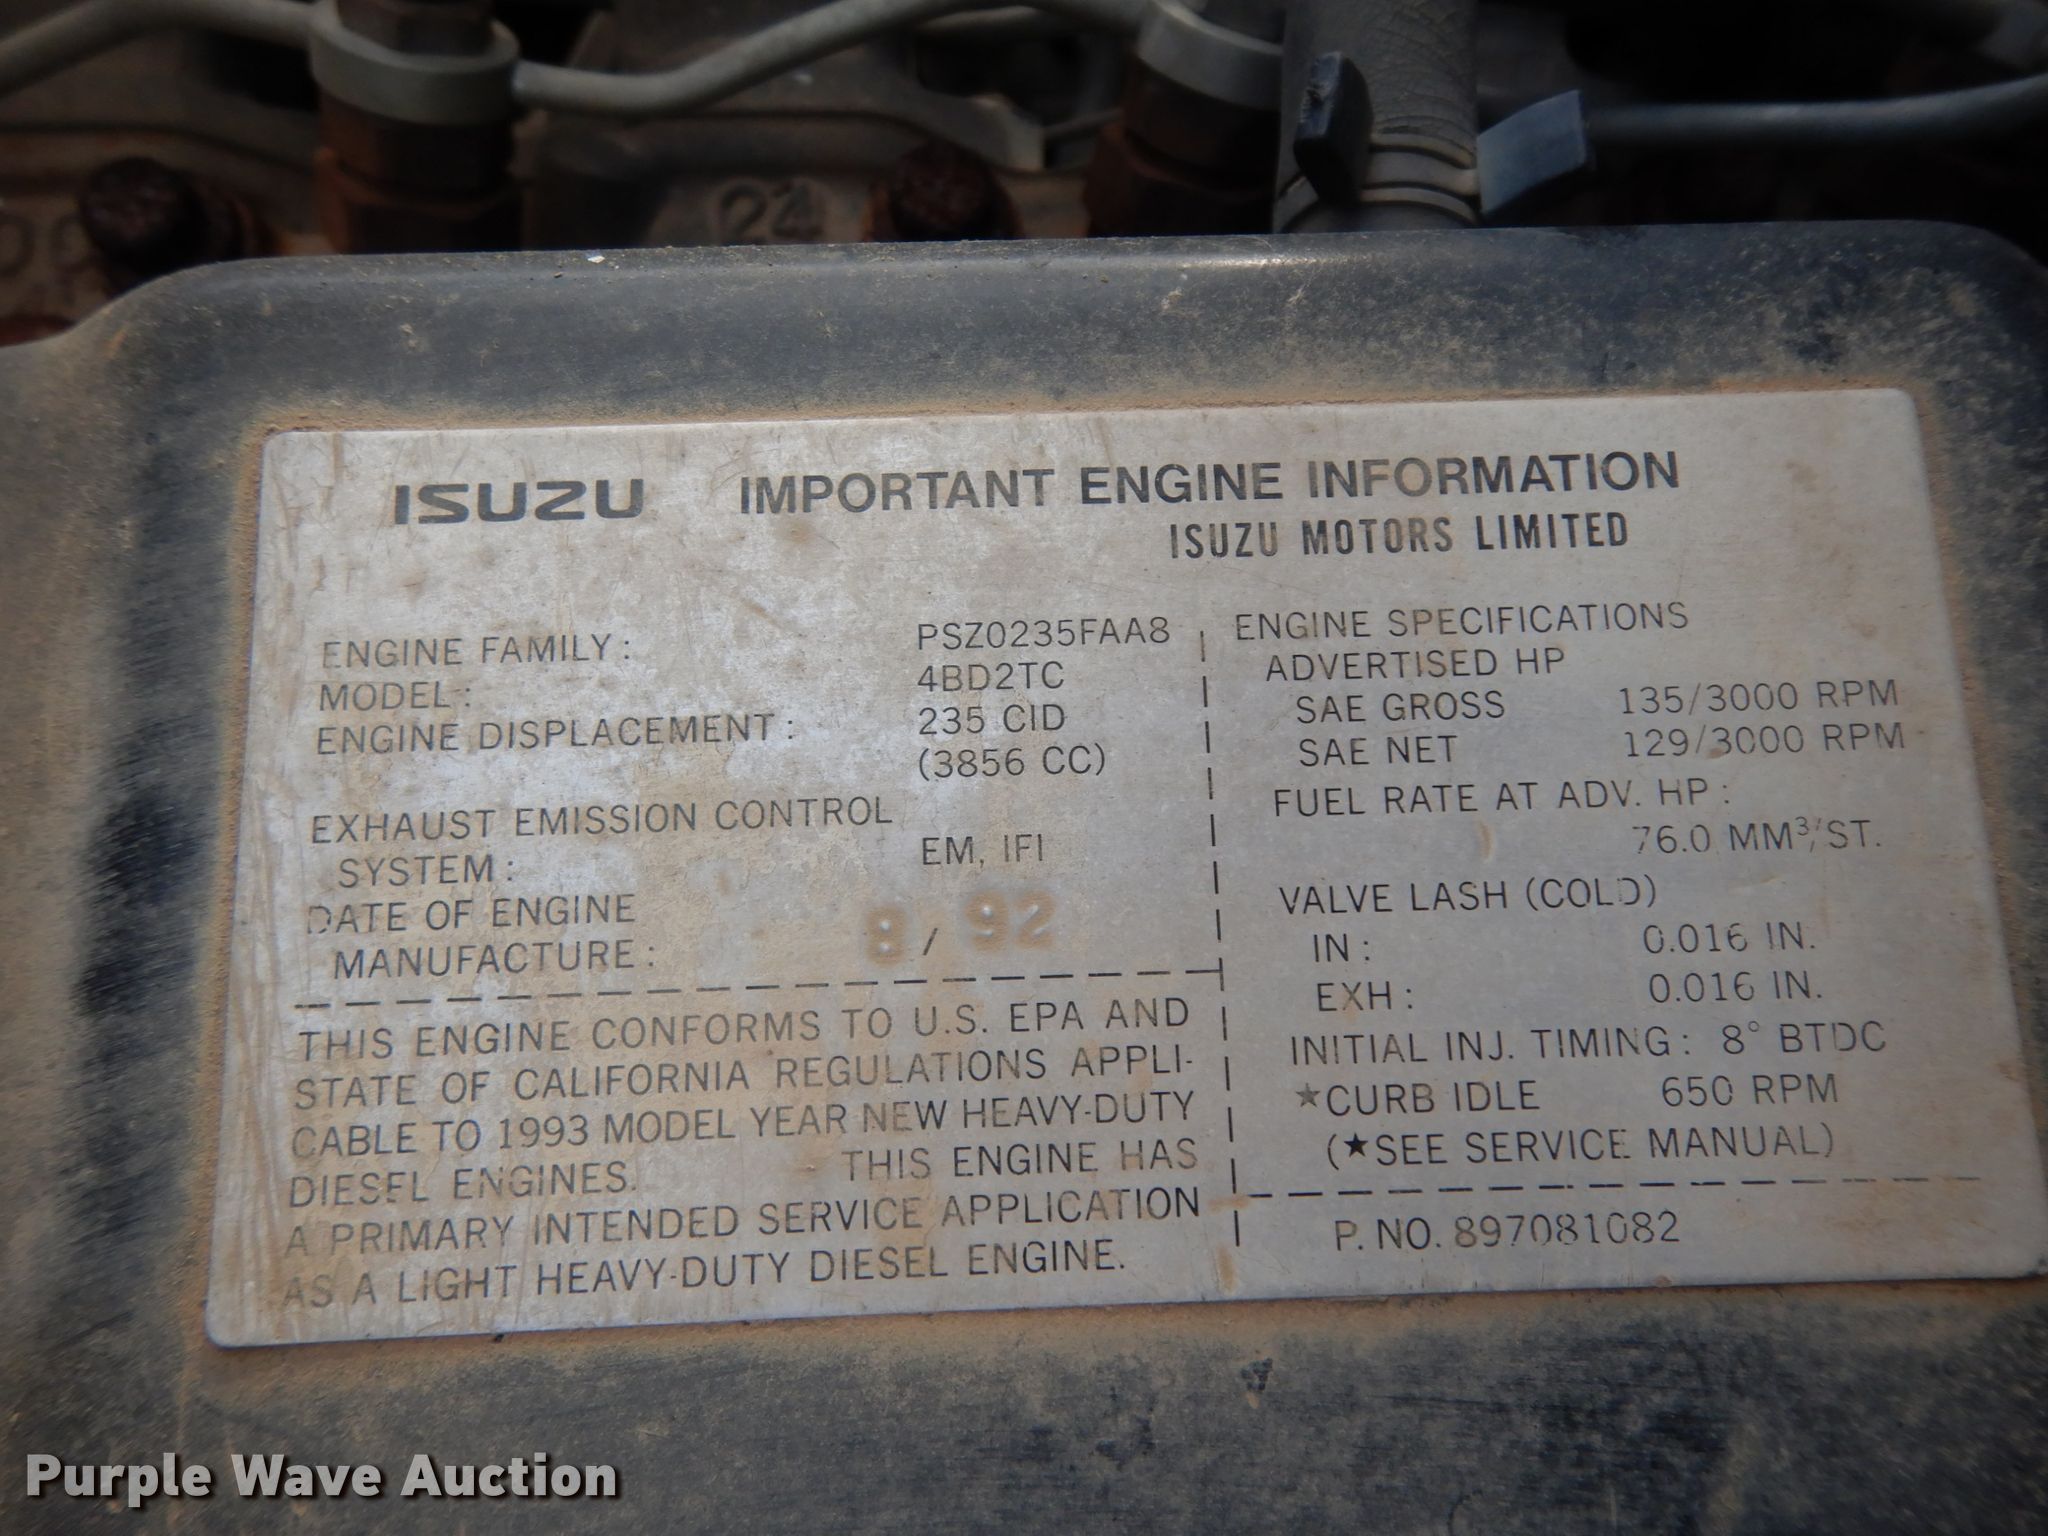 24
ISUZU IMPORTANT ENGINE INFORMATION
ISUZU MOTORS LIMITED
ENGINE FAMILY: PSZ0235FAA8
MODEL: 4BD2TC
ENGINE DISPLACEMENT: 235 CID
(3856 CC)
EXHAUST EMISSION CONTROL
SYSTEM: EM, IFI
DATE OF ENGINE
MANUFACTURE: 8 / 92
THIS ENGINE CONFORMS TO U.S. EPA AND
STATE OF CALIFORNIA REGULATIONS APPLI-
CABLE TO 1993 MODEL YEAR NEW HEAVY-DUTY
DIESEL ENGINES. THIS ENGINE HAS
A PRIMARY INTENDED SERVICE APPLICATION
AS A LIGHT HEAVY-DUTY DIESEL ENGINE.
ENGINE SPECIFICATIONS
ADVERTISED HP
SAE GROSS 135/3000 RPM
SAE NET 129/3000 RPM
FUEL RATE AT ADV. HP:
76.0 MM³/ST.
VALVE LASH (COLD)
IN: 0.016 IN.
EXH: 0.016 IN.
INITIAL INJ. TIMING: 8° BTDC
★CURB IDLE 650 RPM
(★SEE SERVICE MANUAL)
P. NO. 897081082
Purple Wave Auction